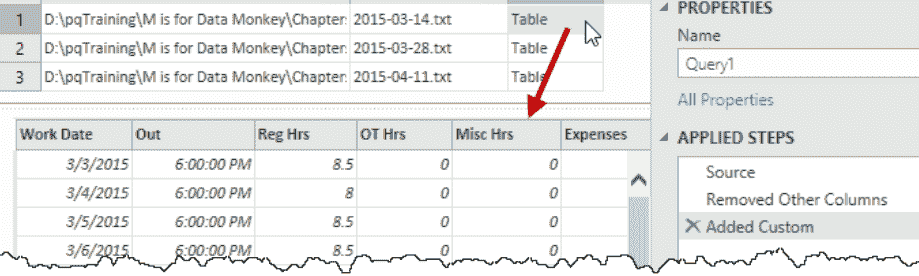 1 D:\pqTraining\M is for Data Monkey\Chapter: 2015-03-14.txt Table
2 D:\pqTraining\M is for Data Monkey\Chapter: 2015-03-28.txt Table
3 D:\pqTraining\M is for Data Monkey\Chapter: 2015-04-11.txt Table
Work Date Out Reg Hrs OT Hrs Misc Hrs Expenses
3/3/2015 6:00:00 PM 8.5 0 0
3/4/2015 6:00:00 PM 8 0 0
3/5/2015 6:00:00 PM 8.5 0 0
3/6/2015 6:00:00 PM 8.5 0 0
PROPERTIES
Name
Query1
All Properties
APPLIED STEPS
Source
Removed Other Columns
Added Custom